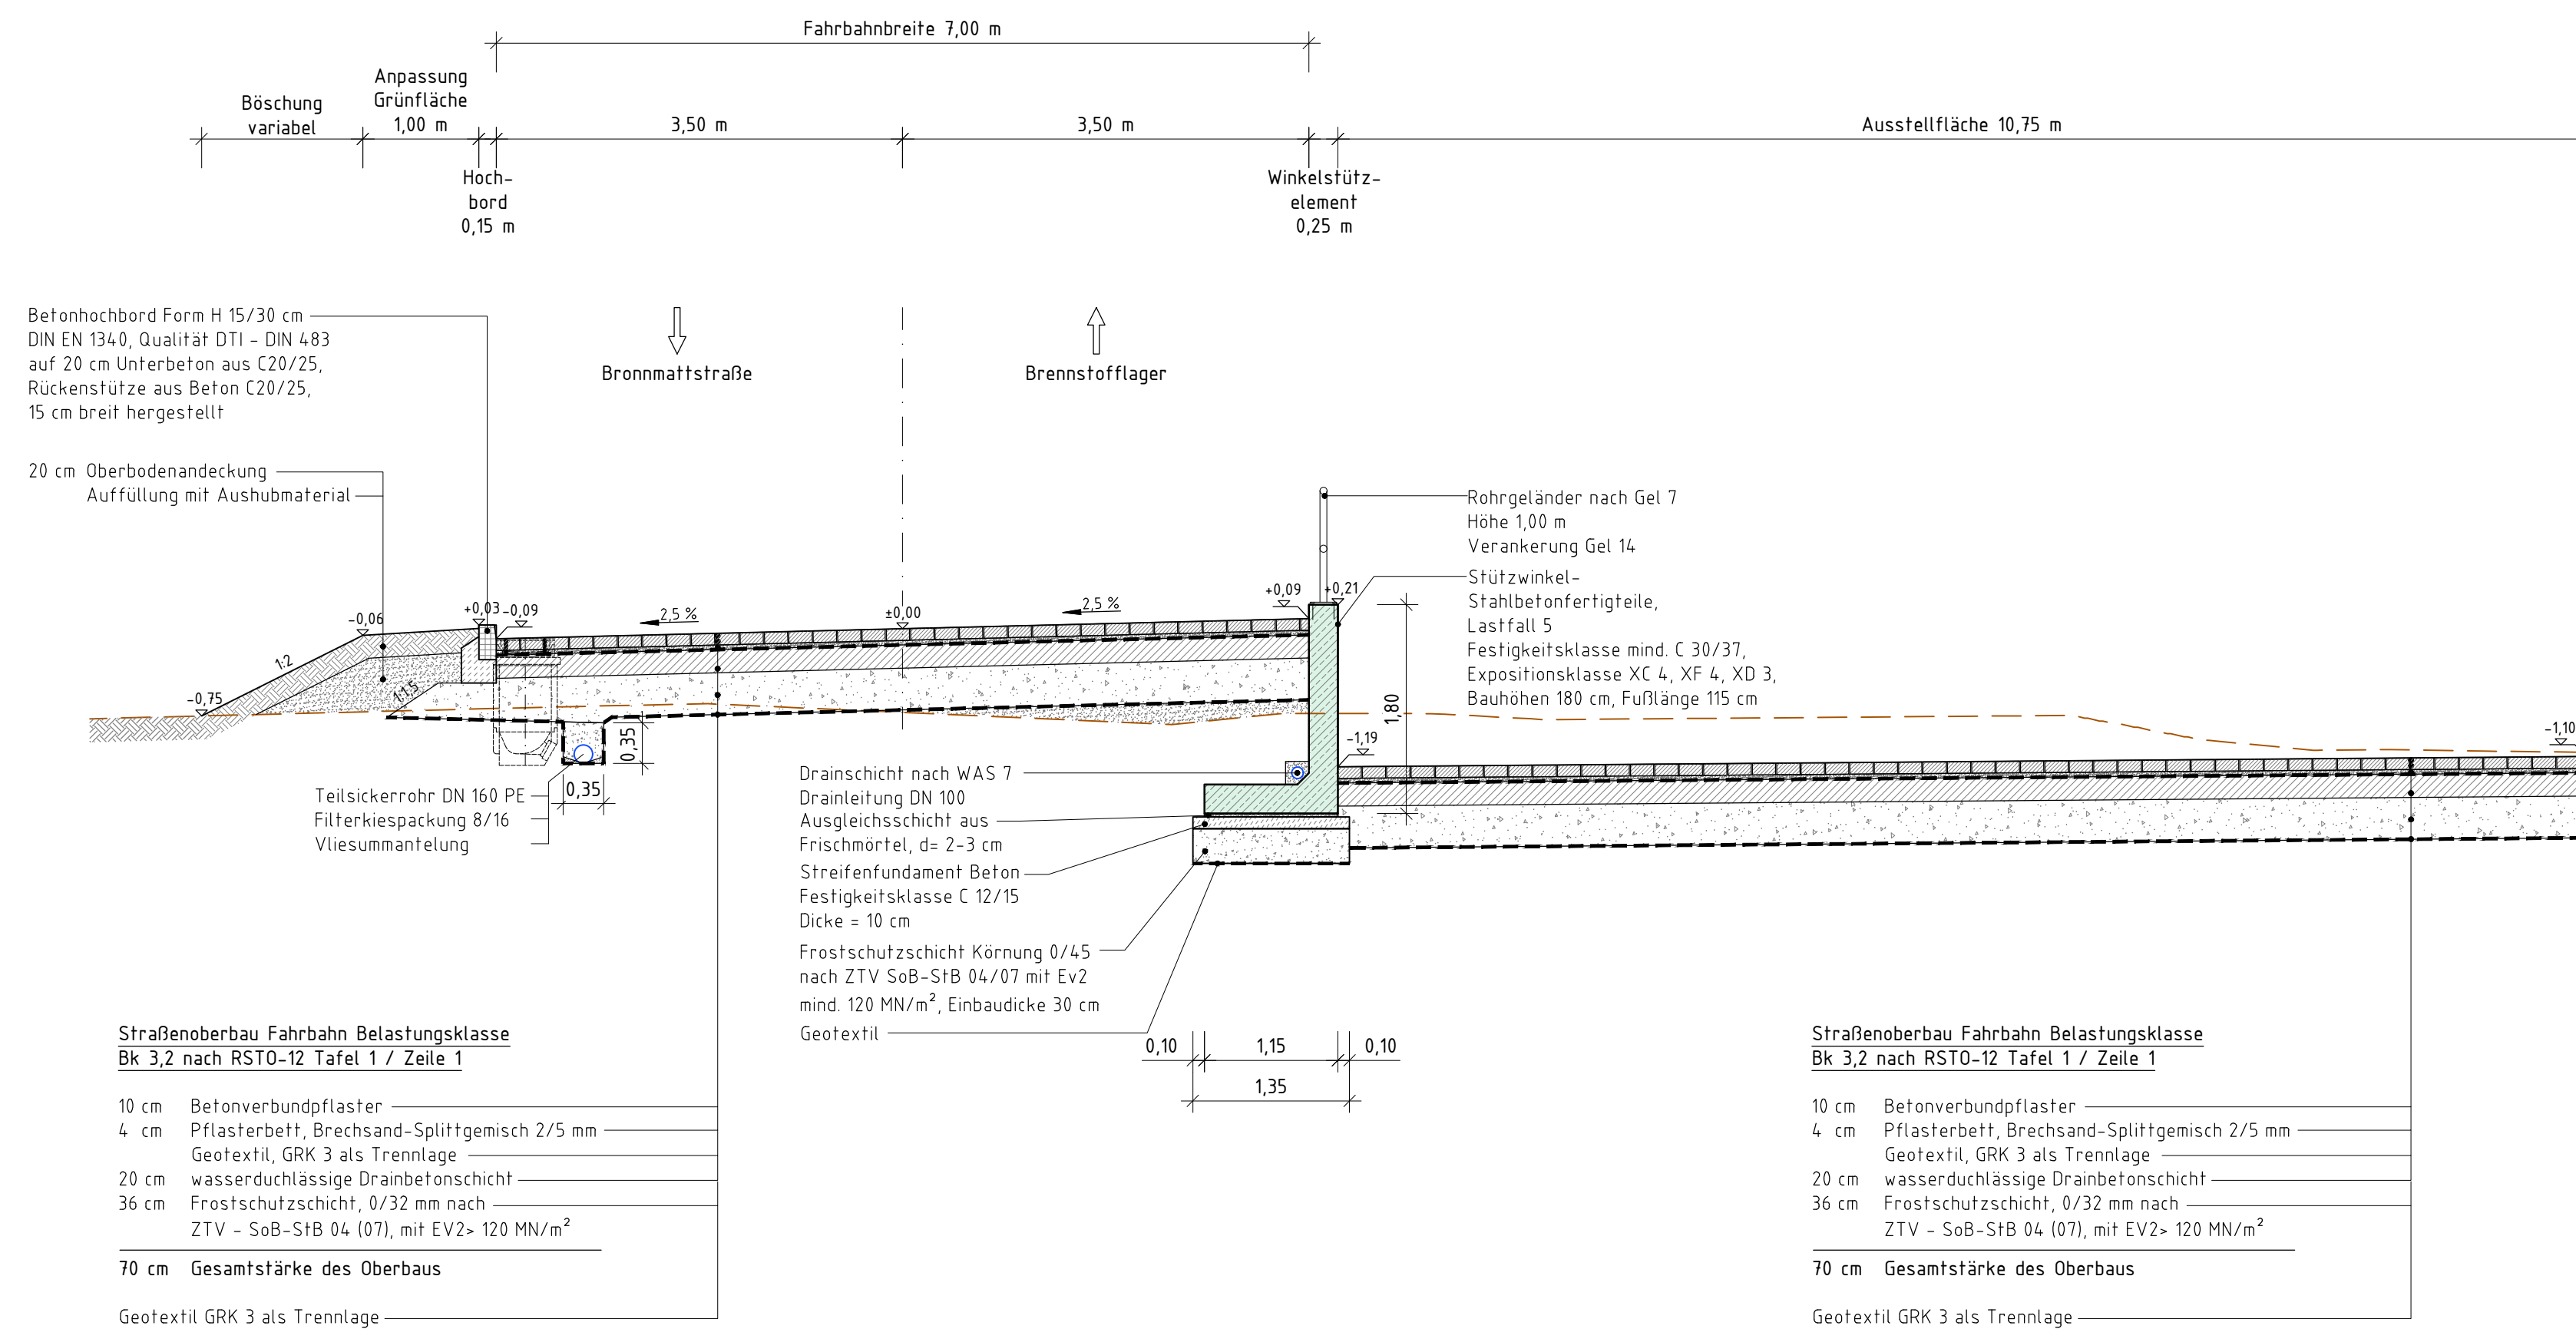 Fahrbahnbreite 7,00 m
Böschung
variabel
Anpassung
Grünfläche
1,00 m
3,50 m
3,50 m
Ausstellfläche 10,75 m
Hoch-
bord
0,15 m
Winkelstütz-
element
0,25 m
Betonhochbord Form H 15/30 cm
DIN EN 1340, Qualität DTI - DIN 483
auf 20 cm Unterbeton aus C20/25,
Rückenstütze aus Beton C20/25,
15 cm breit hergestellt
Bronnmattstraße
Brennstofflager
20 cm Oberbodenandeckung
Auffüllung mit Aushubmaterial
Rohrgeländer nach Gel 7
Höhe 1,00 m
Verankerung Gel 14
Stützwinkel-
Stahlbetonfertigteile,
Lastfall 5
Festigkeitsklasse mind. C 30/37,
Expositionsklasse XC 4, XF 4, XD 3,
Bauhöhen 180 cm, Fußlänge 115 cm
-0,75
1:2
-0,06
1:1,5
+0,03
-0,09
2,5 %
±0,00
2,5 %
+0,09
+0,21
1,80
-1,19
-1,10
0,35
0,35
Teilsickerrohr DN 160 PE
Filterkiespackung 8/16
Vliesummantelung
Drainschicht nach WAS 7
Drainleitung DN 100
Ausgleichsschicht aus
Frischmörtel, d= 2-3 cm
Streifenfundament Beton
Festigkeitsklasse C 12/15
Dicke = 10 cm
Frostschutzschicht Körnung 0/45
nach ZTV SoB-StB 04/07 mit Ev2
mind. 120 MN/m², Einbaudicke 30 cm
Geotextil
0,10
1,15
0,10
1,35
Straßenoberbau Fahrbahn Belastungsklasse
Bk 3,2 nach RSTO-12 Tafel 1 / Zeile 1
10 cm Betonverbundpflaster
4 cm Pflasterbett, Brechsand-Splittgemisch 2/5 mm
Geotextil, GRK 3 als Trennlage
20 cm wasserduchlässige Drainbetonschicht
36 cm Frostschutzschicht, 0/32 mm nach
ZTV - SoB-StB 04 (07), mit EV2> 120 MN/m²
70 cm Gesamtstärke des Oberbaus
Geotextil GRK 3 als Trennlage
Straßenoberbau Fahrbahn Belastungsklasse
Bk 3,2 nach RSTO-12 Tafel 1 / Zeile 1
10 cm Betonverbundpflaster
4 cm Pflasterbett, Brechsand-Splittgemisch 2/5 mm
Geotextil, GRK 3 als Trennlage
20 cm wasserduchlässige Drainbetonschicht
36 cm Frostschutzschicht, 0/32 mm nach
ZTV - SoB-StB 04 (07), mit EV2> 120 MN/m²
70 cm Gesamtstärke des Oberbaus
Geotextil GRK 3 als Trennlage